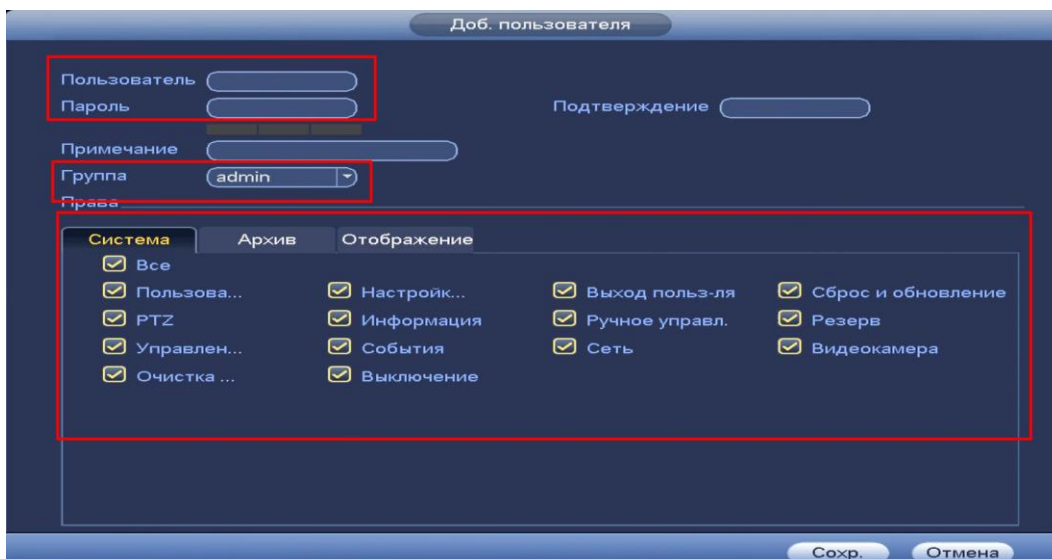 Доб. пользователя
Пользователь
Пароль Подтверждение
Примечание
Группа admin
Права
Система Архив Отображение
Все
Пользова... Настройк... Выход польз-ля Сброс и обновление
PTZ Информация Ручное управл. Резерв
Управлен... События Сеть Видеокамера
Очистка ... Выключение
Сохр. Отмена